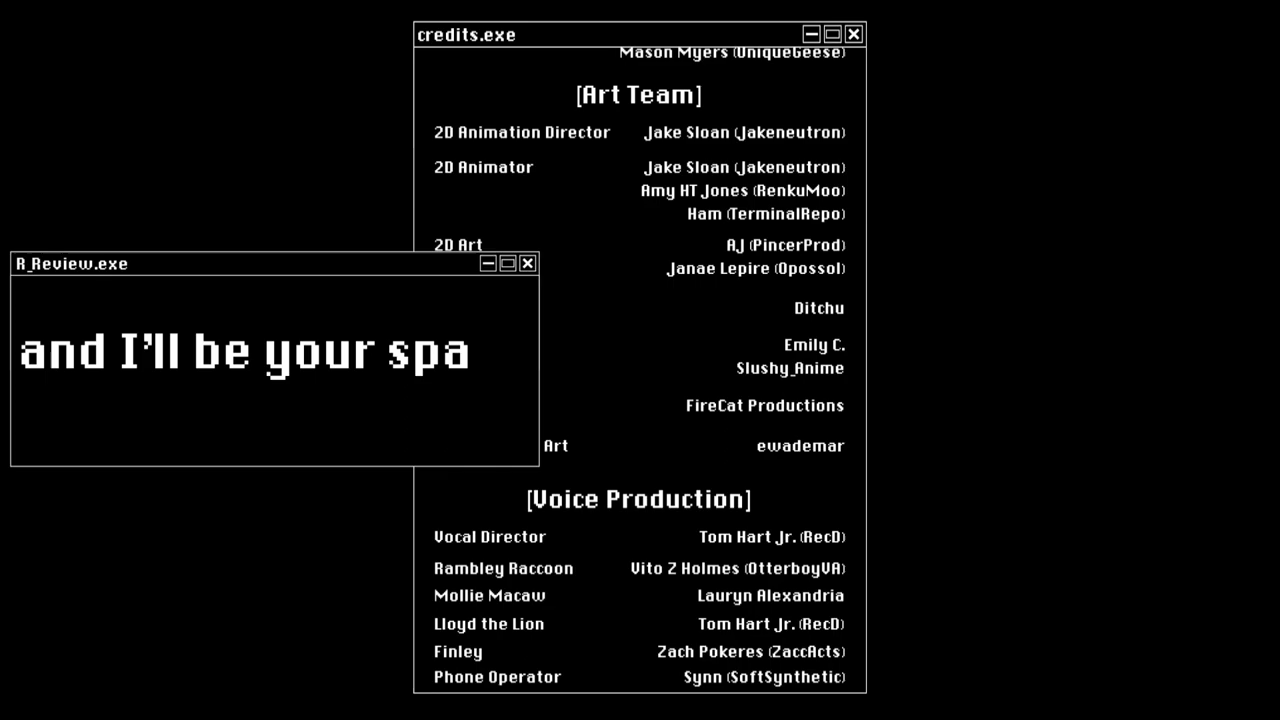 credits.exe
Mason Myers (UniqueGeese)
[Art Team]
2D Animation Director Jake Sloan (Jakeneutron)
2D Animator Jake Sloan (Jakeneutron)
Amy HT Jones (RenkuMoo)
Ham (TerminalRepo)
2D Art AJ (PincerProd)
R_Review.exe
Janae Lepire (Opossol)
Ditchu
and I'll be your spa
Emily C.
Slushy_Anime
FireCat Productions
Art ewademar
[Voice Production]
Vocal Director Tom Hart Jr. (RecD)
Rambley Raccoon Vito Z Holmes (OtterboyVA)
Mollie Macaw Lauryn Alexandria
Lloyd the Lion Tom Hart Jr. (RecD)
Finley Zach Pokeres (ZaccActs)
Phone Operator Synn (SoftSynthetic)